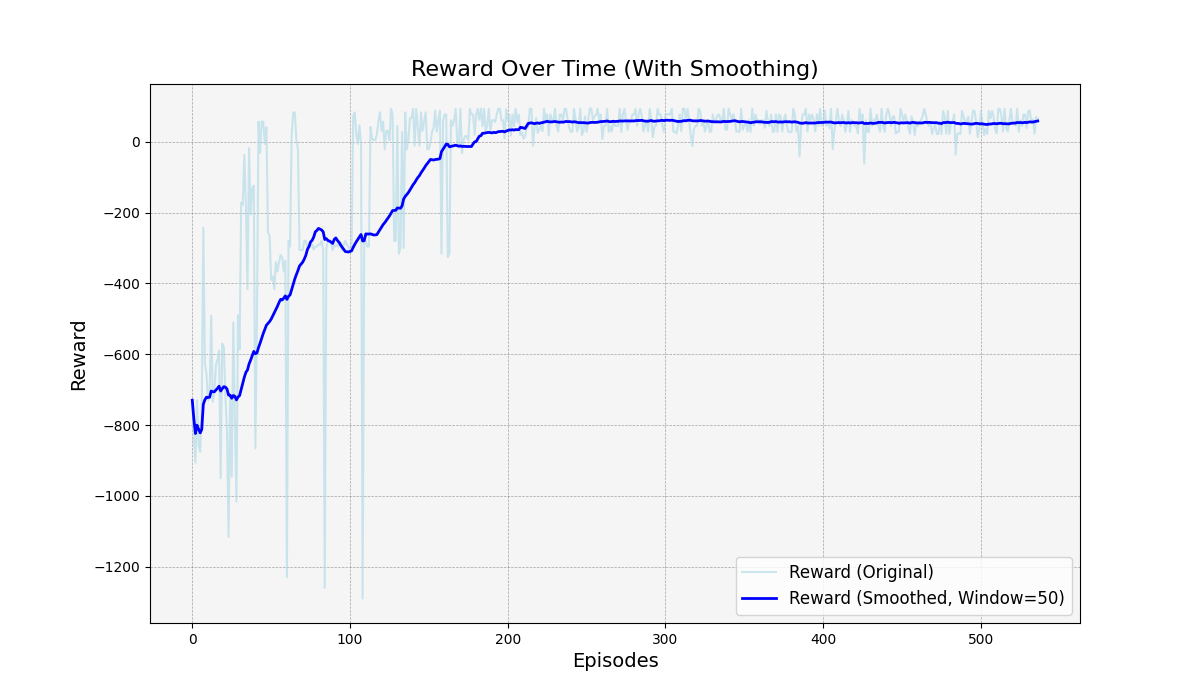 Reward Over Time (With Smoothing)
Reward
0
−200
−400
−600
−800
−1000
−1200
Reward (Original)
Reward (Smoothed, Window=50)
0 100 200 300 400 500
Episodes